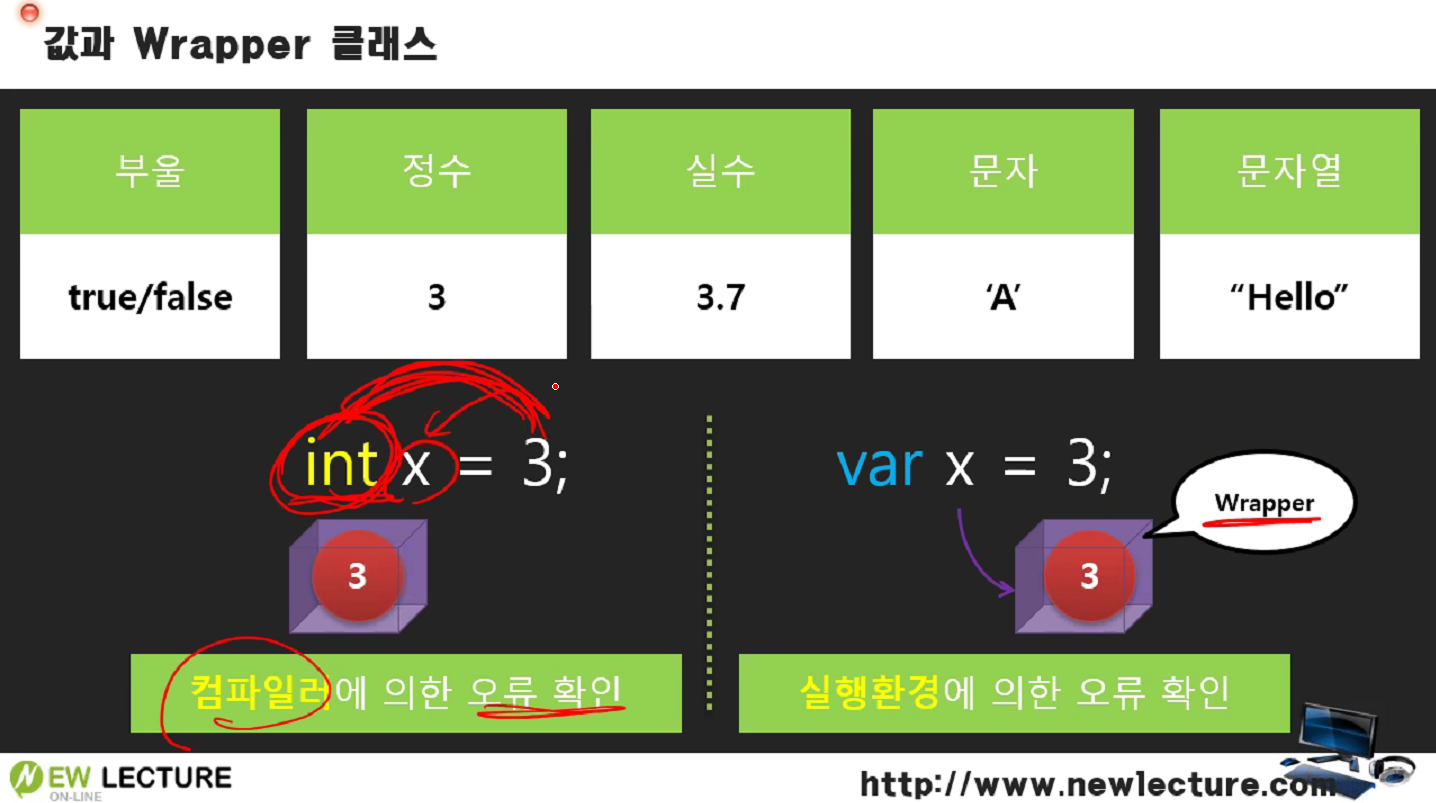 값과 Wrapper 클래스
부울 정수 실수 문자 문자열
true/false 3 3.7 ‘A’ “Hello”
int x = 3; var x = 3;
Wrapper
3 3
컴파일러에 의한 오류 확인 실행환경에 의한 오류 확인
NEW LECTURE
ON-LINE
http://www.newlecture.com